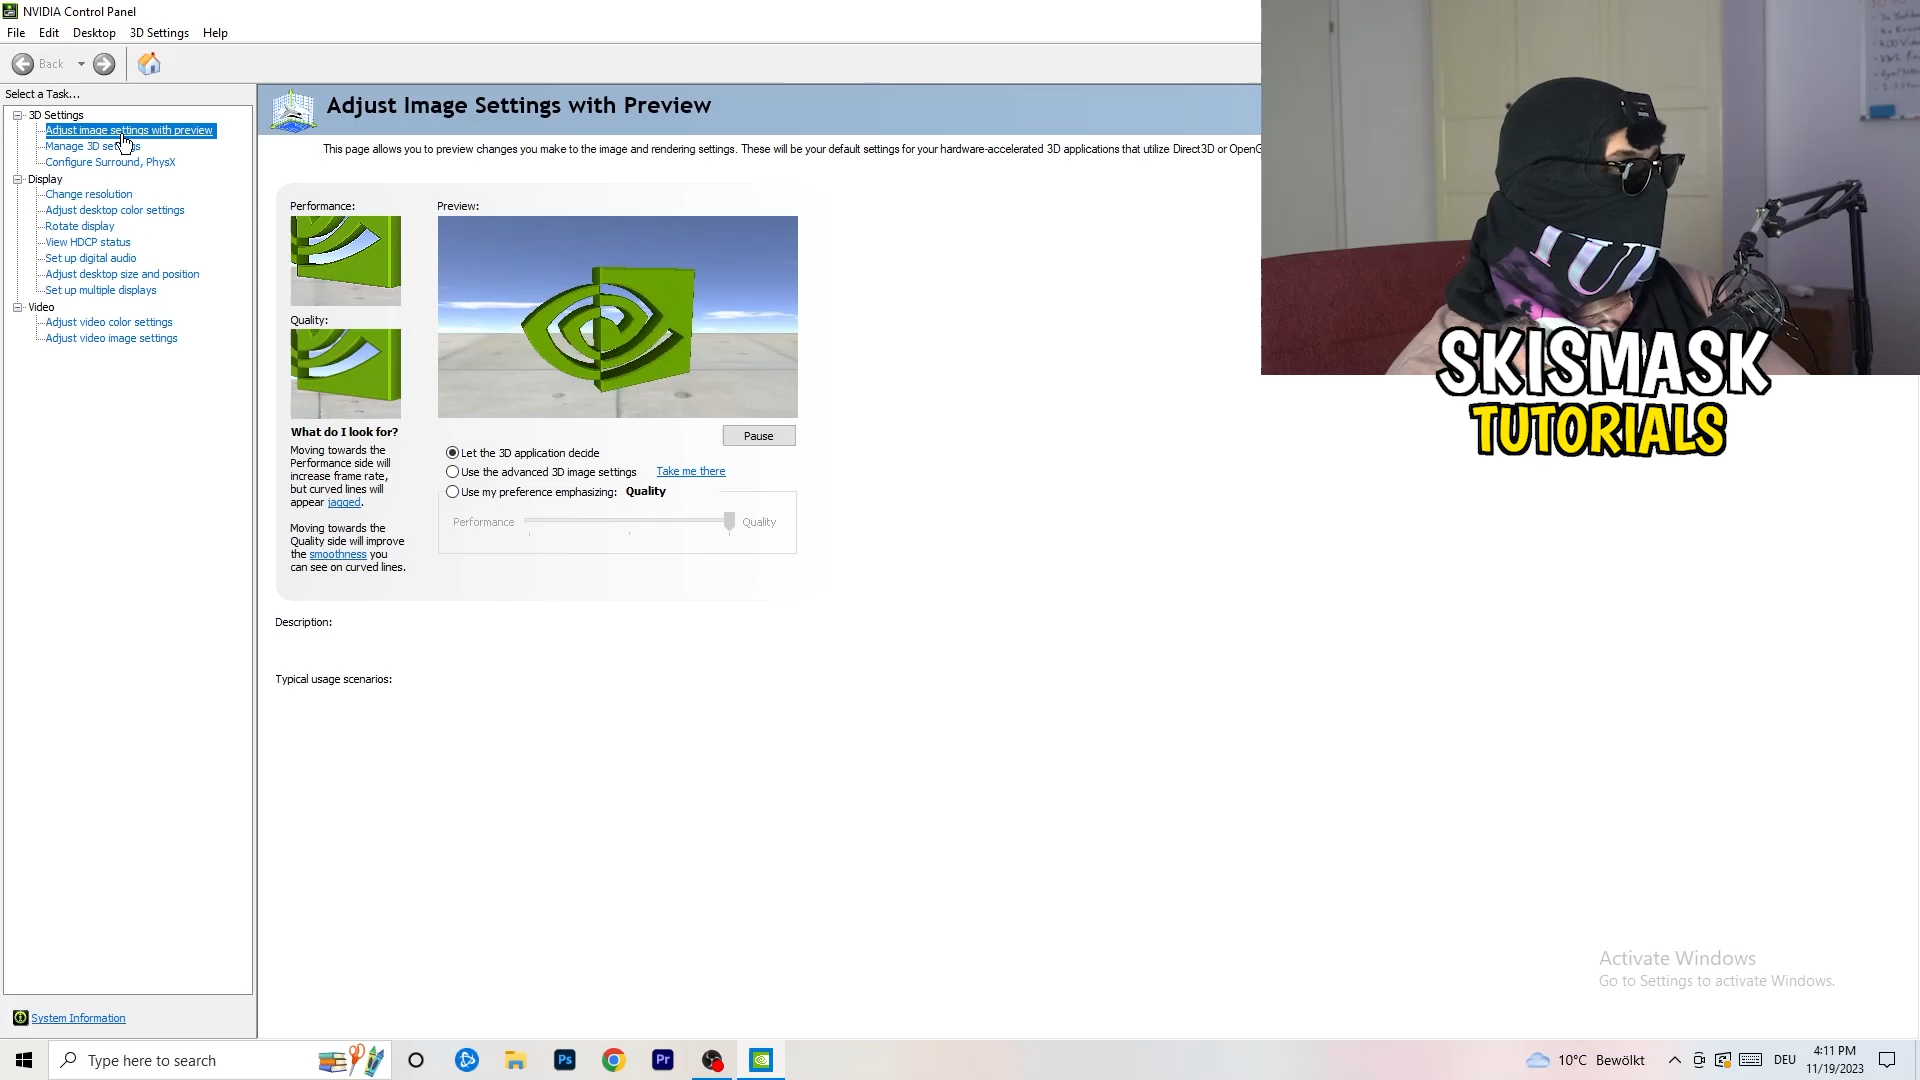 NVIDIA Control Panel
File Edit Desktop 3D Settings Help
Back
Select a Task...
3D Settings
Adjust image settings with preview
Manage 3D
Configure Surround, PhysX
Display
Change resolution
Adjust desktop color settings
Rotate display
View HDCP status
Set up digital audio
Adjust desktop size and position
Set up multiple displays
Video
Adjust video color settings
Adjust video image settings
System Information
Adjust Image Settings with Preview
This page allows you to preview changes you make to the image and rendering settings. These will be your default settings for your hardware-accelerated 3D applications that utilize Direct3D or OpenG
Performance:
Quality:
What do I look for?
Moving towards the
Performance side will
increase frame rate,
but curved lines will
appear jagged.
Moving towards the
Quality side will improve
the smoothness you
can see on curved lines.
Preview:
Pause
Let the 3D application decide
Use the advanced 3D image settings Take me there
Use my preference emphasizing: Quality
Performance Quality
Description:
Typical usage scenarios:
IUI
SKISMASK
TUTORIALS
Activate Windows
Go to Settings to activate Windows.
Type here to search
Ps
Pr
10°C Bewölkt
DEU
4:11 PM
11/19/2023